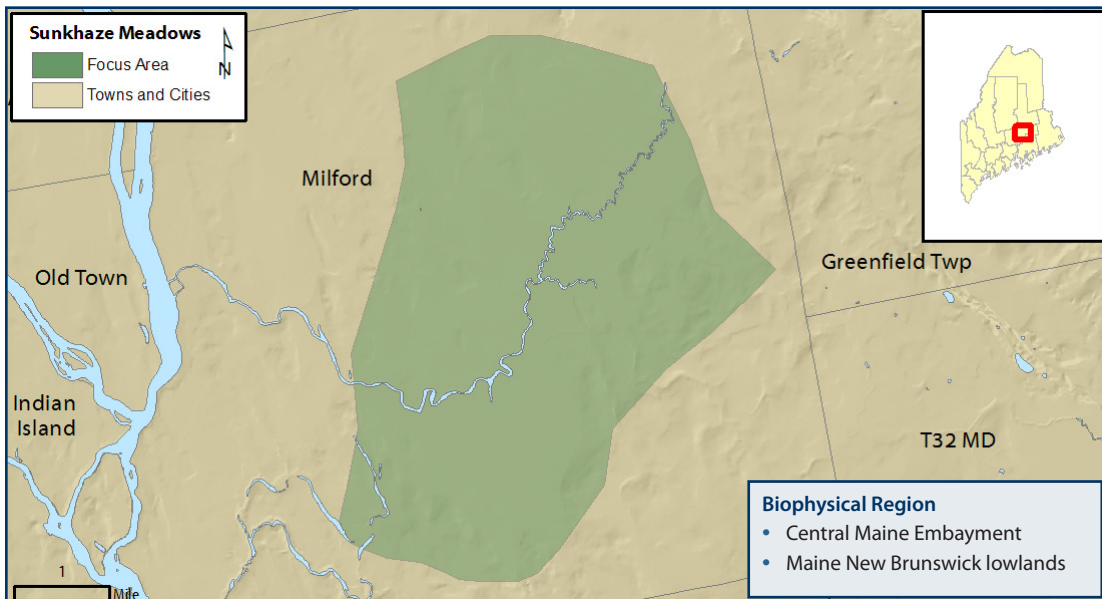 Sunkhaze Meadows
N
Focus Area
Towns and Cities
Milford
Old Town
Greenfield Twp
Indian
Island
T32 MD
Biophysical Region
• Central Maine Embayment
• Maine New Brunswick lowlands
1
Mile